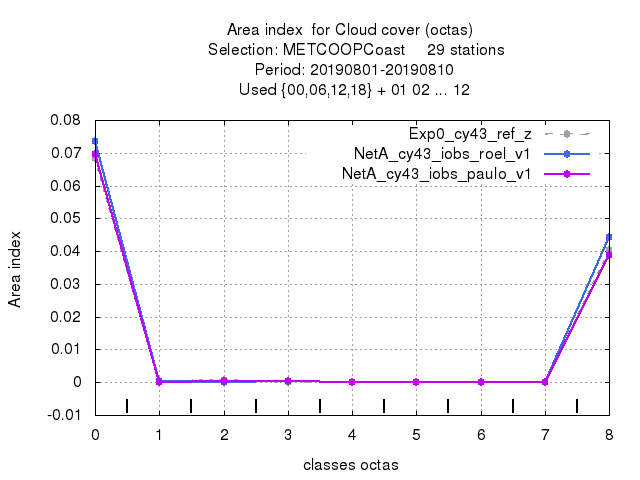 Area index  for Cloud cover (octas)
Selection: METCOOPCoast    29 stations
Period: 20190801-20190810
Used {00,06,12,18} + 01 02 ... 12
Exp0_cy43_ref_z
NetA_cy43_iobs_roel_v1
NetA_cy43_iobs_paulo_v1
Area index
0.08
0.07
0.06
0.05
0.04
0.03
0.02
0.01
0
-0.01
0 1 2 3 4 5 6 7 8
classes octas